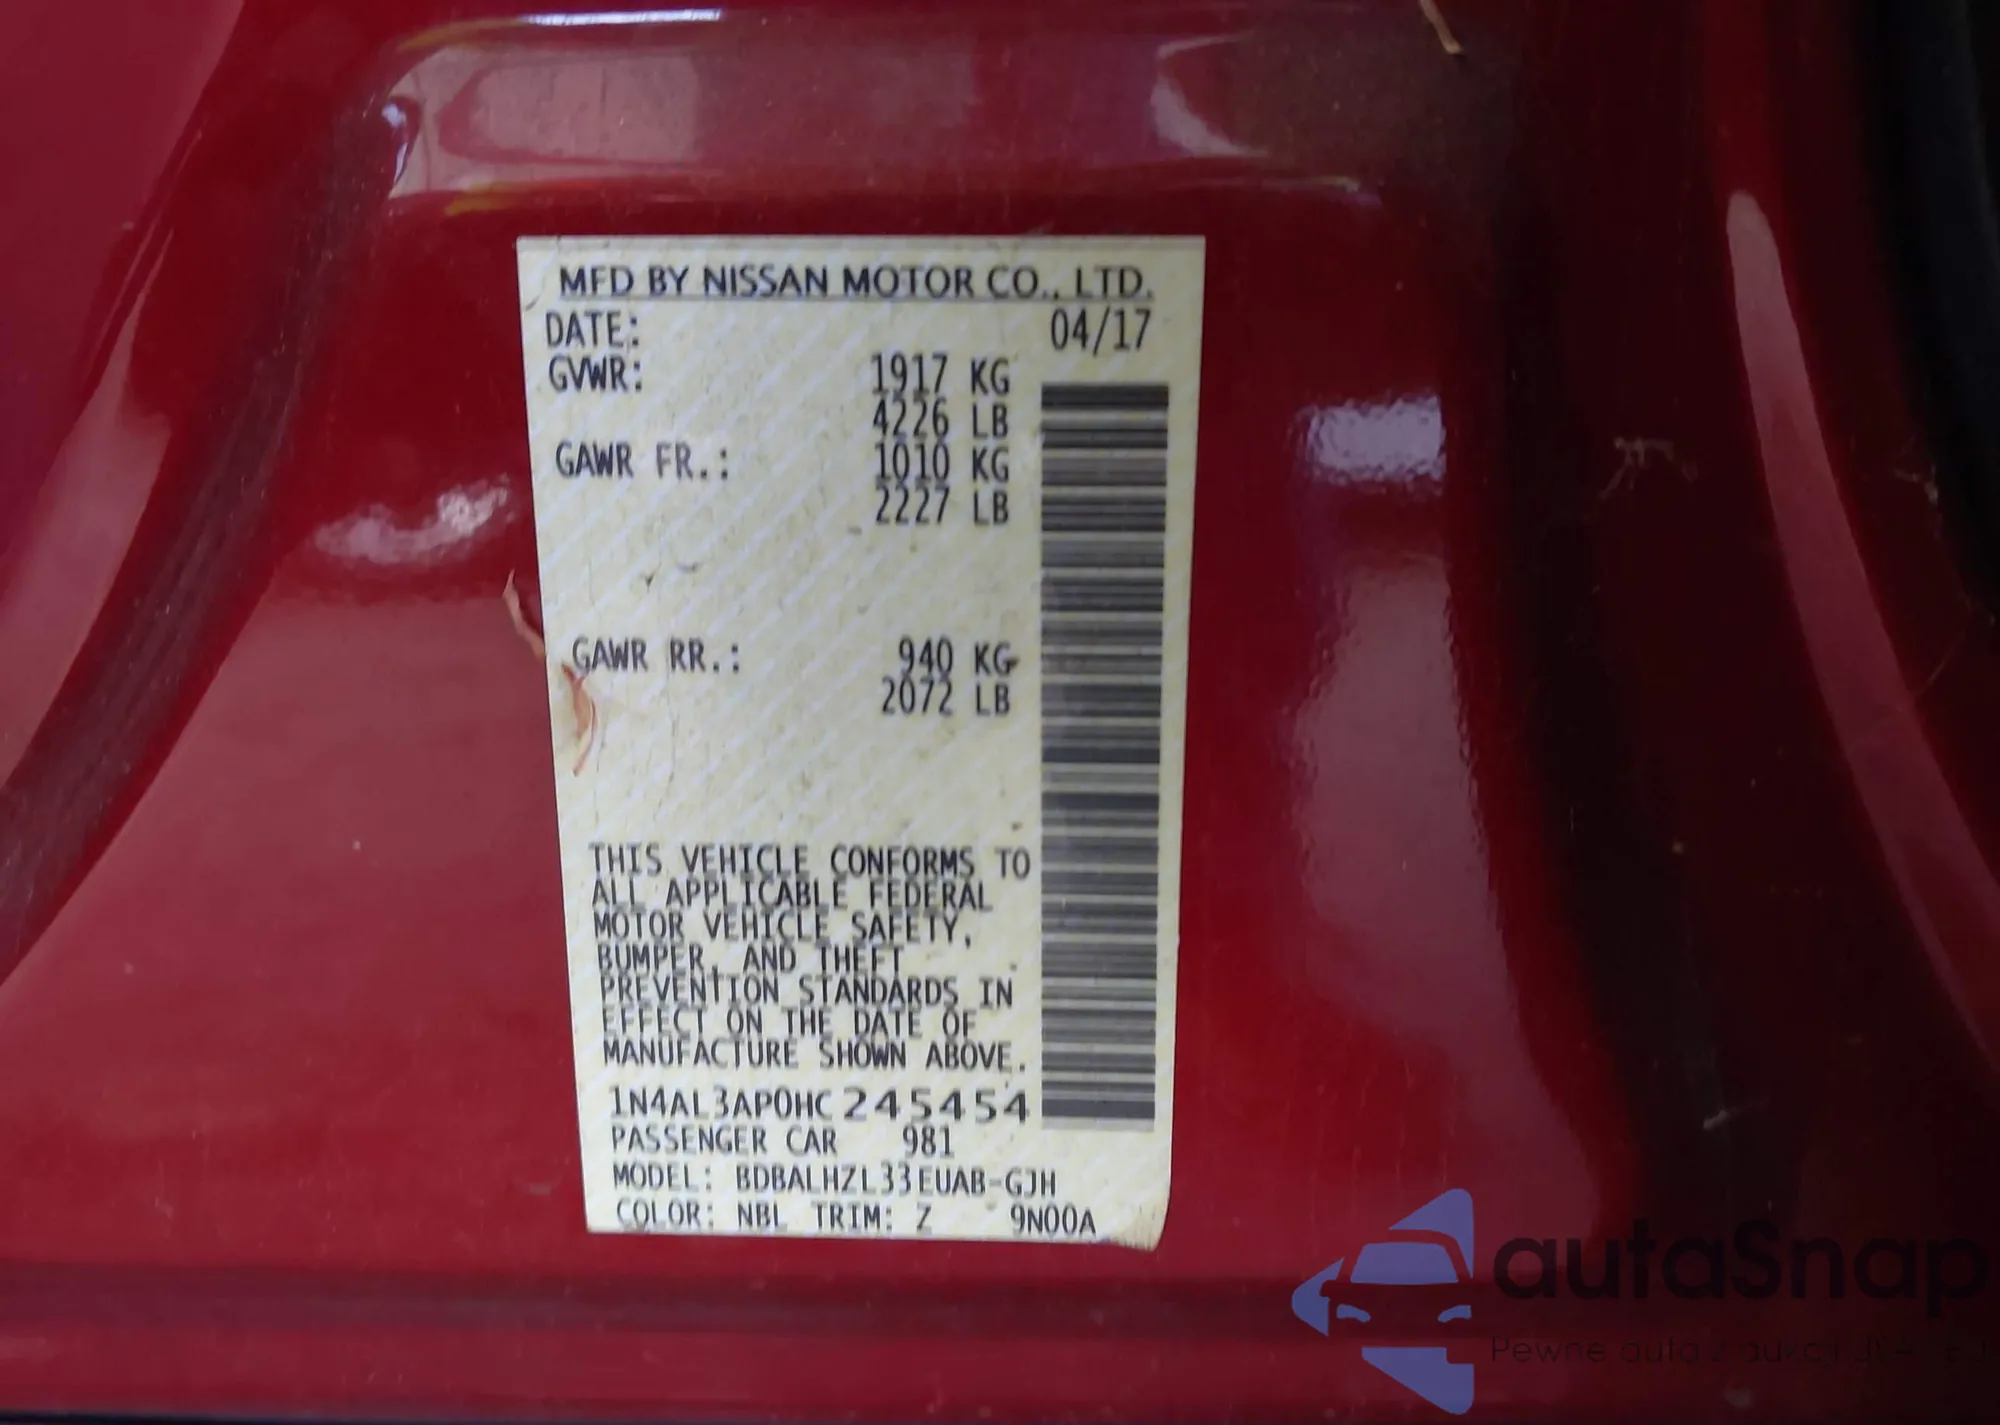 MFD BY NISSAN MOTOR CO., LTD.
DATE: 04/17
GVWR: 1917 KG
4226 LB
GAWR FR.: 1010 KG
2227 LB
GAWR RR.: 940 KG
2072 LB
THIS VEHICLE CONFORMS TO
ALL APPLICABLE FEDERAL
MOTOR VEHICLE SAFETY,
BUMPER, AND THEFT
PREVENTION STANDARDS IN
EFFECT ON THE DATE OF
MANUFACTURE SHOWN ABOVE.
1N4AL3AP0HC245454
PASSENGER CAR 981
MODEL: BDBALHZL33EUAB-GJH
COLOR: NBL TRIM: Z 9N00A
autaSnap
Pewne auta z aukcji